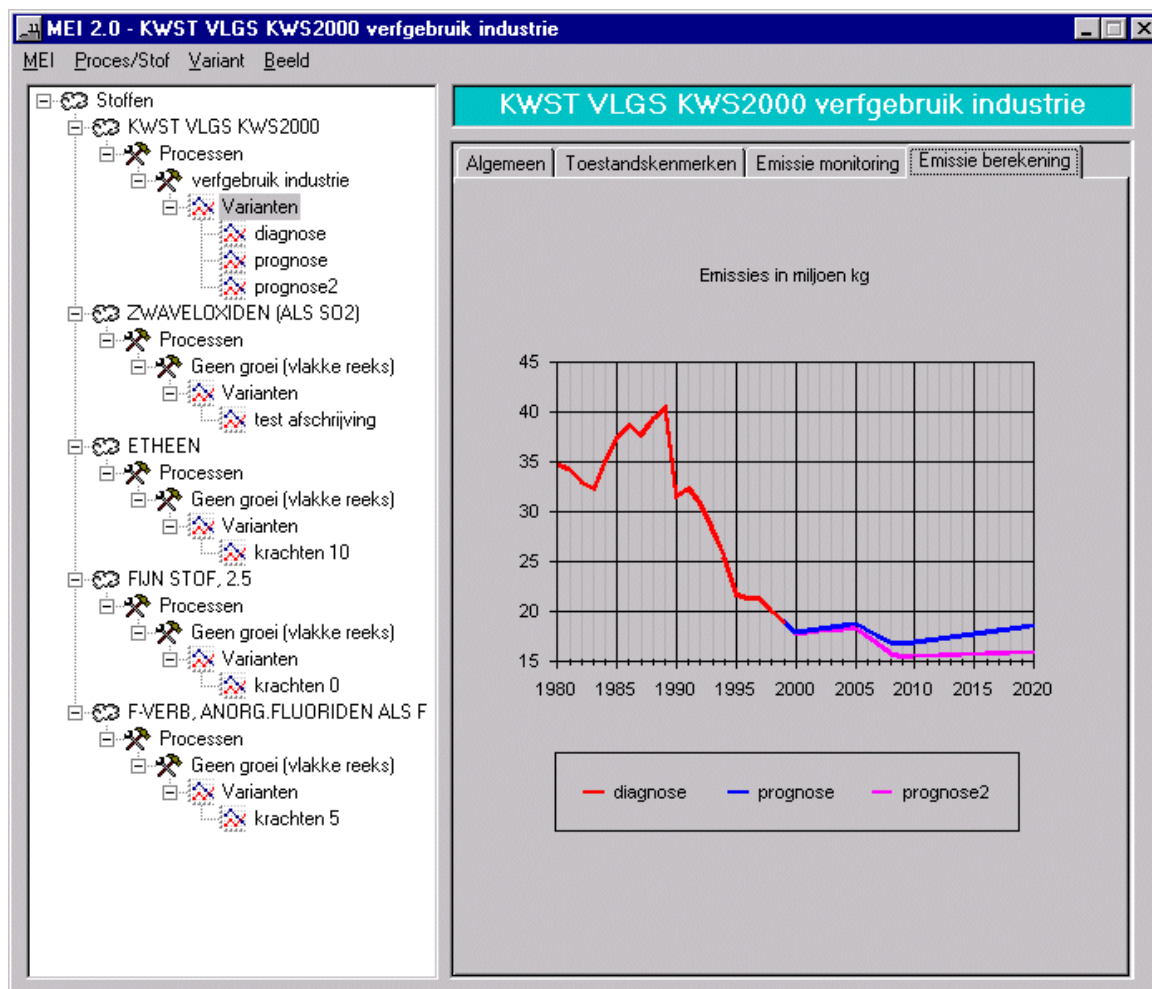 MEI 2.0 - KWST VLGS KWS2000 verfgebruik industrie
MEI Proces/Stof Variant Beeld
Stoffen
KWST VLGS KWS2000
Processen
verfgebruik industrie
Varianten
diagnose
prognose
prognose2
ZWAVELOXIDEN (ALS SO2)
Processen
Geen groei (vlakke reeks)
Varianten
test afschrijving
ETHEEN
Processen
Geen groei (vlakke reeks)
Varianten
krachten 10
FIJN STOF, 2.5
Processen
Geen groei (vlakke reeks)
Varianten
krachten 0
F-VERB, ANORG.FLUORIDEN ALS F
Processen
Geen groei (vlakke reeks)
Varianten
krachten 5
KWST VLGS KWS2000 verfgebruik industrie
Algemeen Toestandskenmerken Emissie monitoring Emissie berekening
Emissies in miljoen kg
45
40
35
30
25
20
15
1980 1985 1990 1995 2000 2005 2010 2015 2020
diagnose prognose prognose2